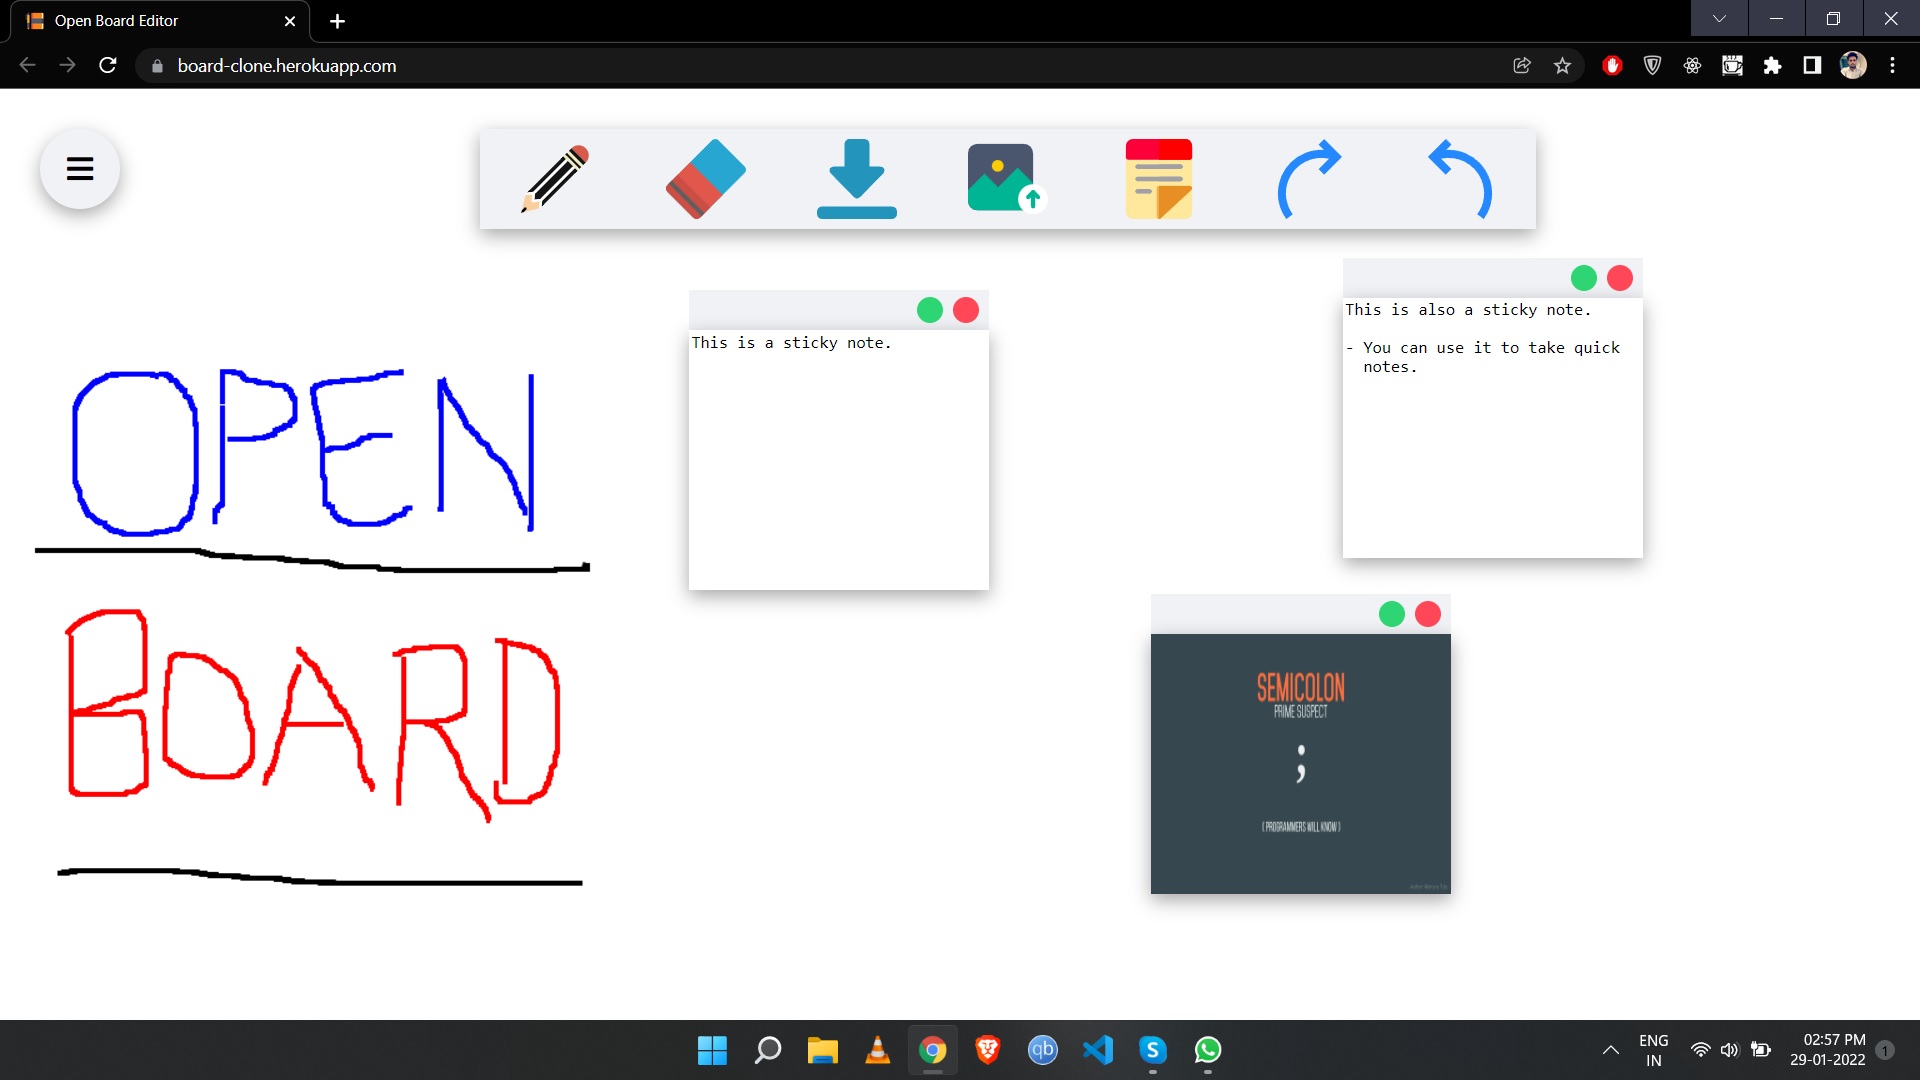 Open Board Editor
board-clone.herokuapp.com
This is a sticky note.
This is also a sticky note.
- You can use it to take quick
notes.
OPEN
BOARD
SEMICOLON
PRIME SUSPECT
;
( PROGRAMMERS WILL KNOW )
qb
S
ENG
IN
02:57 PM
29-01-2022
1